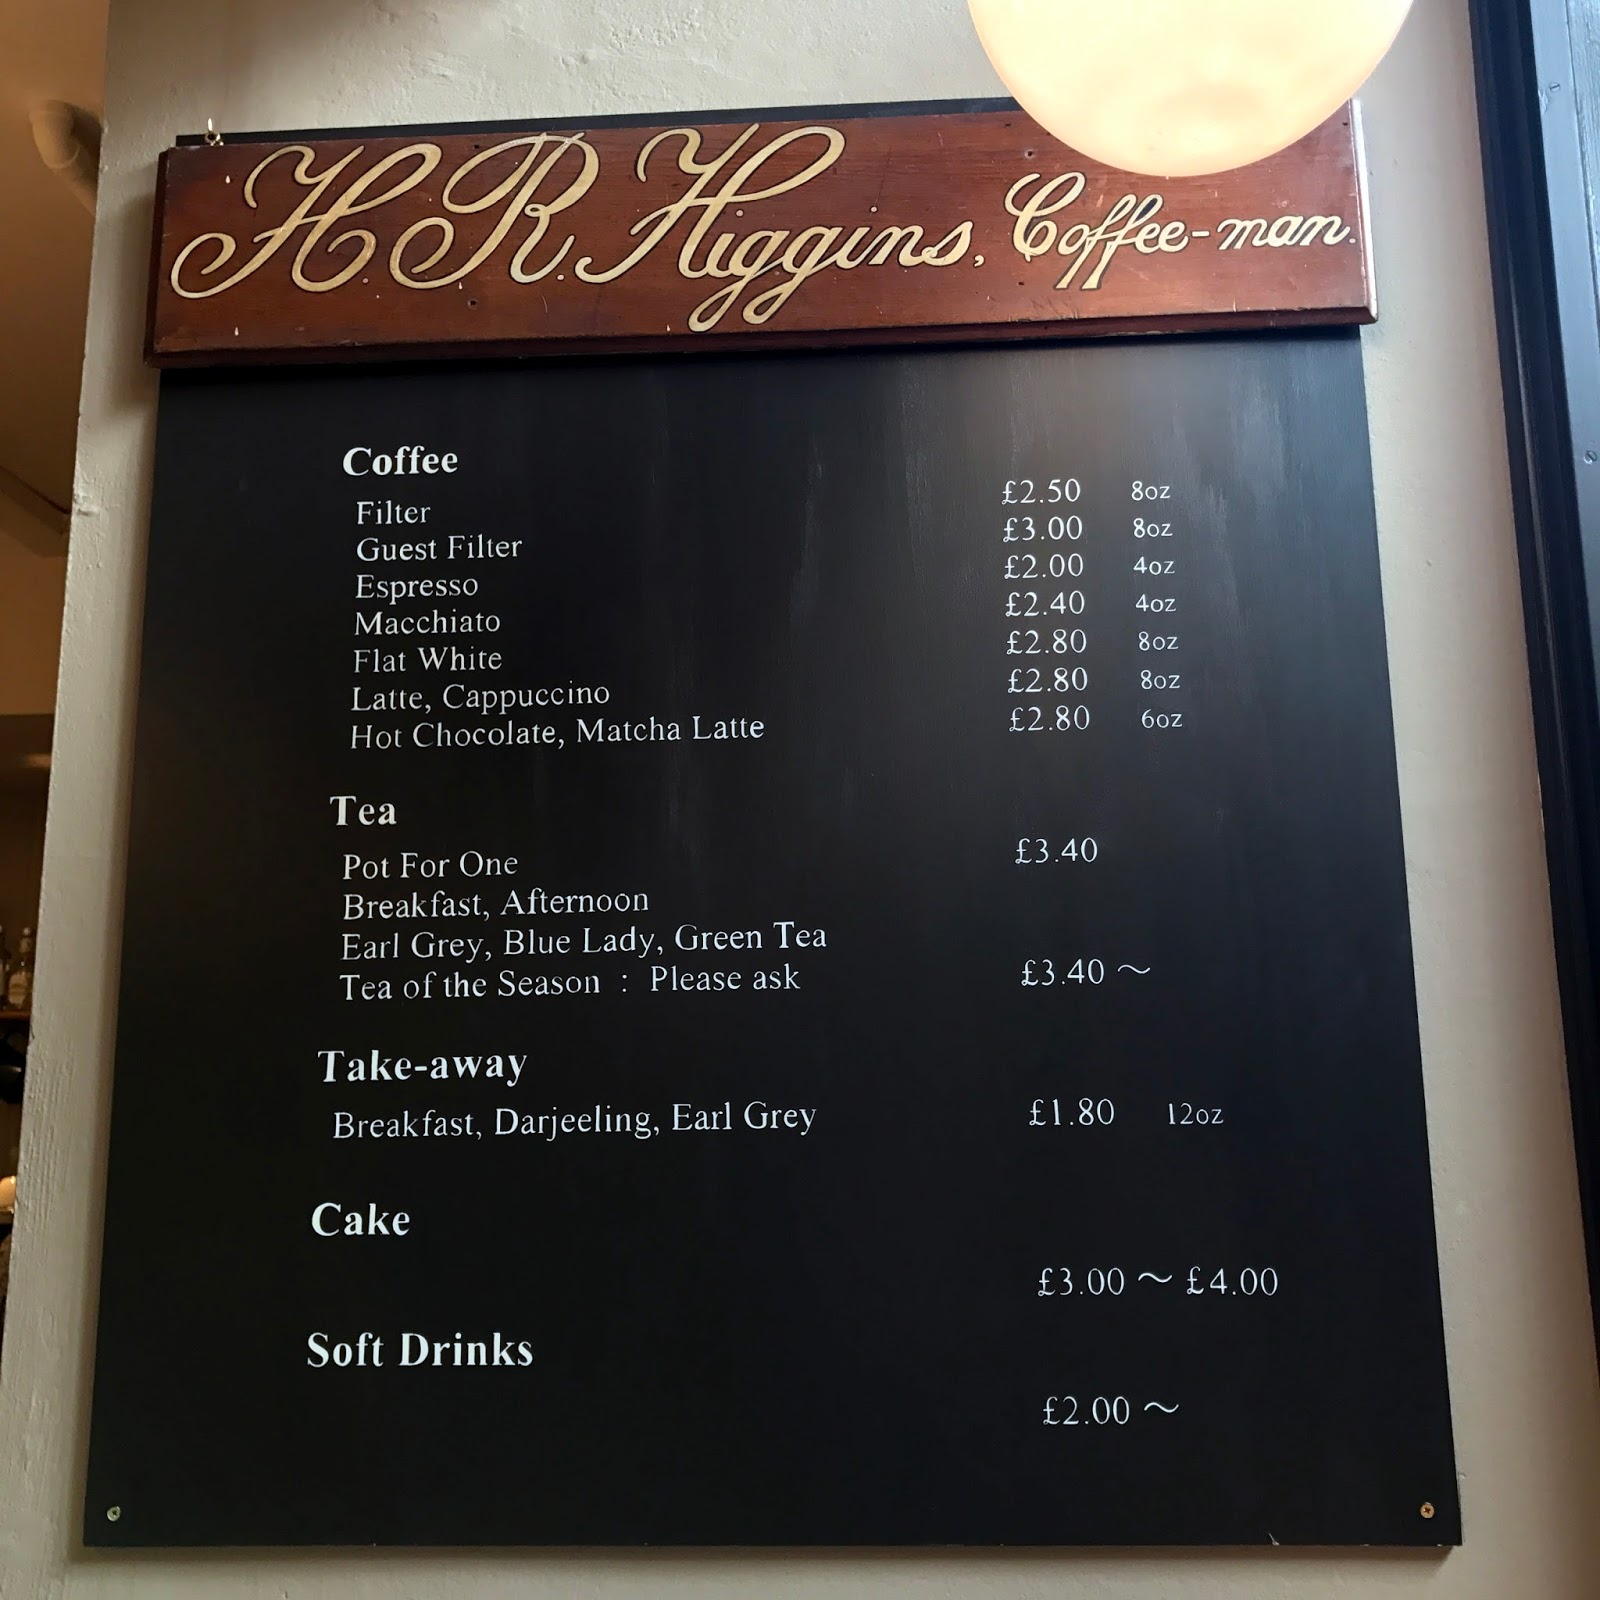 H.R. Higgins, Coffee-man.
Coffee
Filter £2.50 8oz
Guest Filter £3.00 8oz
Espresso £2.00 4oz
Macchiato £2.40 4oz
Flat White £2.80 8oz
Latte, Cappuccino £2.80 8oz
Hot Chocolate, Matcha Latte £2.80 6oz
Tea
Pot For One £3.40
Breakfast, Afternoon
Earl Grey, Blue Lady, Green Tea
Tea of the Season : Please ask £3.40 ~
Take-away
Breakfast, Darjeeling, Earl Grey £1.80 12oz
Cake
£3.00 ~ £4.00
Soft Drinks
£2.00 ~